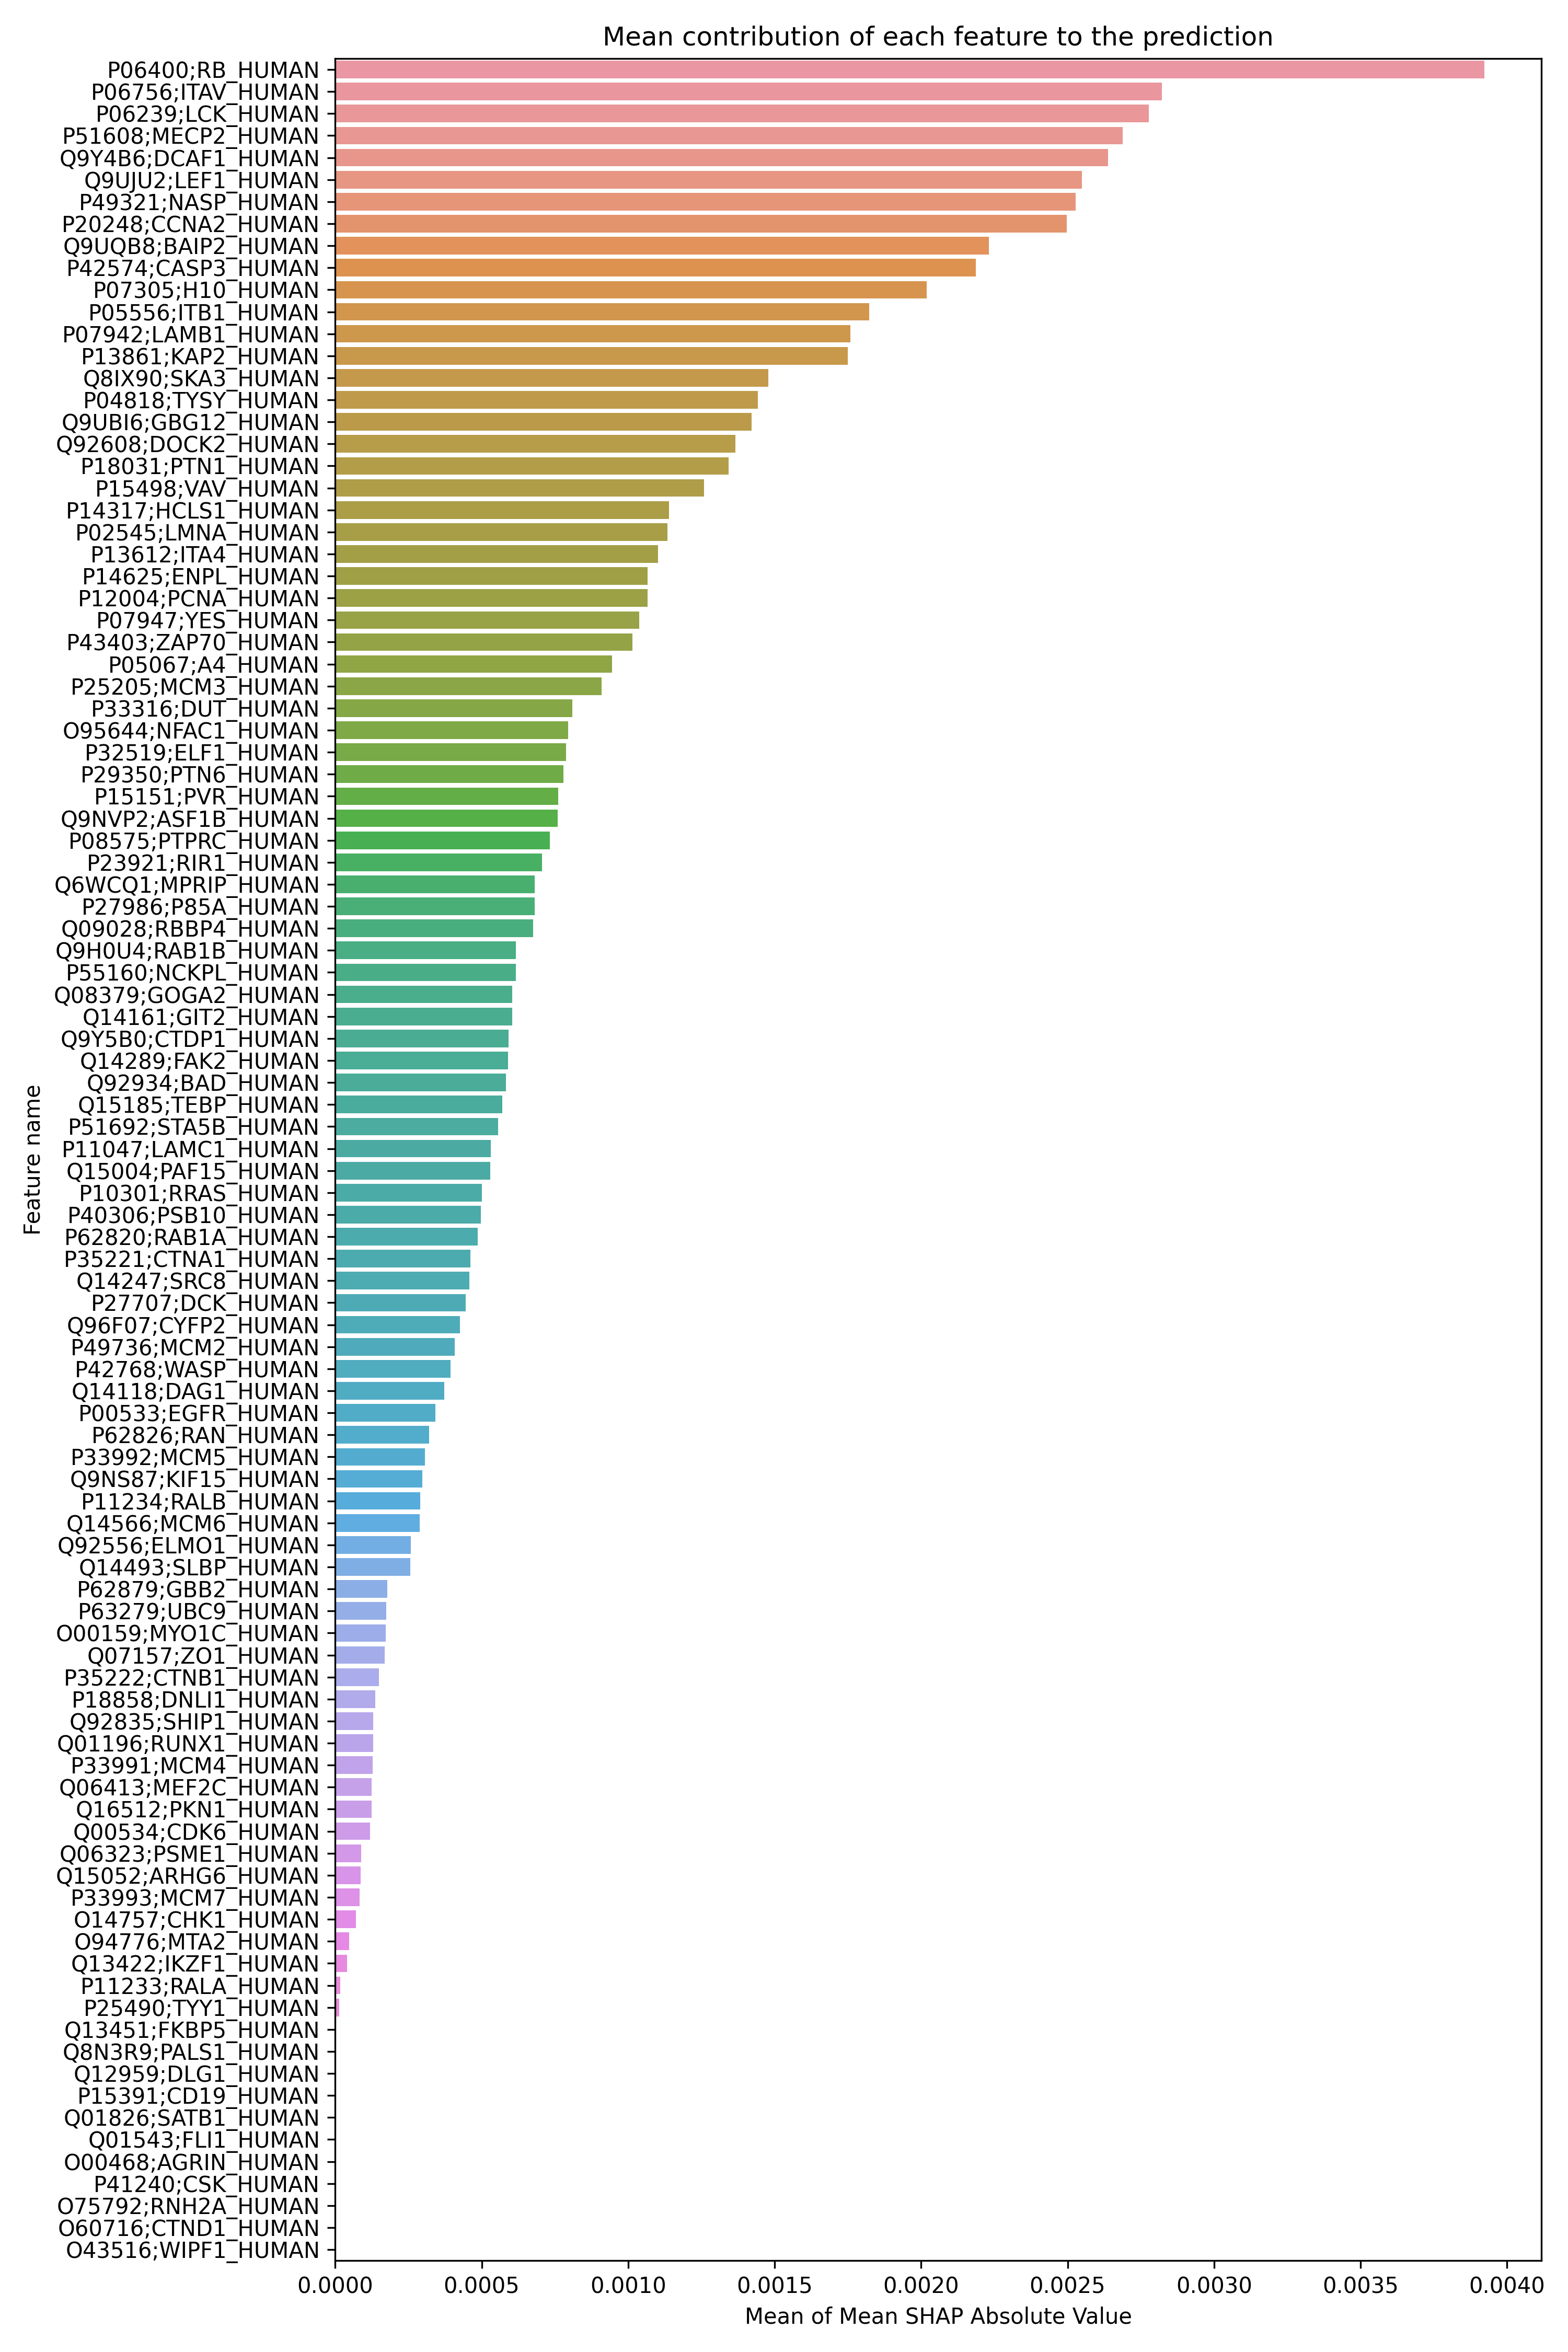 Mean contribution of each feature to the prediction
P06400;RB_HUMAN
P06756;ITAV_HUMAN
P06239;LCK_HUMAN
P51608;MECP2_HUMAN
Q9Y4B6;DCAF1_HUMAN
Q9UJU2;LEF1_HUMAN
P49321;NASP_HUMAN
P20248;CCNA2_HUMAN
Q9UQB8;BAIP2_HUMAN
P42574;CASP3_HUMAN
P07305;H10_HUMAN
P05556;ITB1_HUMAN
P07942;LAMB1_HUMAN
P13861;KAP2_HUMAN
Q8IX90;SKA3_HUMAN
P04818;TYSY_HUMAN
Q9UBI6;GBG12_HUMAN
Q92608;DOCK2_HUMAN
P18031;PTN1_HUMAN
P15498;VAV_HUMAN
P14317;HCLS1_HUMAN
P02545;LMNA_HUMAN
P13612;ITA4_HUMAN
P14625;ENPL_HUMAN
P12004;PCNA_HUMAN
P07947;YES_HUMAN
P43403;ZAP70_HUMAN
P05067;A4_HUMAN
P25205;MCM3_HUMAN
P33316;DUT_HUMAN
O95644;NFAC1_HUMAN
P32519;ELF1_HUMAN
P29350;PTN6_HUMAN
P15151;PVR_HUMAN
Q9NVP2;ASF1B_HUMAN
P08575;PTPRC_HUMAN
P23921;RIR1_HUMAN
Q6WCQ1;MPRIP_HUMAN
P27986;P85A_HUMAN
Q09028;RBBP4_HUMAN
Q9H0U4;RAB1B_HUMAN
P55160;NCKPL_HUMAN
Q08379;GOGA2_HUMAN
Q14161;GIT2_HUMAN
Q9Y5B0;CTDP1_HUMAN
Q14289;FAK2_HUMAN
Q92934;BAD_HUMAN
Q15185;TEBP_HUMAN
P51692;STA5B_HUMAN
P11047;LAMC1_HUMAN
Q15004;PAF15_HUMAN
P10301;RRAS_HUMAN
P40306;PSB10_HUMAN
P62820;RAB1A_HUMAN
P35221;CTNA1_HUMAN
Q14247;SRC8_HUMAN
P27707;DCK_HUMAN
Q96F07;CYFP2_HUMAN
P49736;MCM2_HUMAN
P42768;WASP_HUMAN
Q14118;DAG1_HUMAN
P00533;EGFR_HUMAN
P62826;RAN_HUMAN
P33992;MCM5_HUMAN
Q9NS87;KIF15_HUMAN
P11234;RALB_HUMAN
Q14566;MCM6_HUMAN
Q92556;ELMO1_HUMAN
Q14493;SLBP_HUMAN
P62879;GBB2_HUMAN
P63279;UBC9_HUMAN
O00159;MYO1C_HUMAN
Q07157;ZO1_HUMAN
P35222;CTNB1_HUMAN
P18858;DNLI1_HUMAN
Q92835;SHIP1_HUMAN
Q01196;RUNX1_HUMAN
P33991;MCM4_HUMAN
Q06413;MEF2C_HUMAN
Q16512;PKN1_HUMAN
Q00534;CDK6_HUMAN
Q06323;PSME1_HUMAN
Q15052;ARHG6_HUMAN
P33993;MCM7_HUMAN
O14757;CHK1_HUMAN
O94776;MTA2_HUMAN
Q13422;IKZF1_HUMAN
P11233;RALA_HUMAN
P25490;TYY1_HUMAN
Q13451;FKBP5_HUMAN
Q8N3R9;PALS1_HUMAN
Q12959;DLG1_HUMAN
P15391;CD19_HUMAN
Q01826;SATB1_HUMAN
Q01543;FLI1_HUMAN
O00468;AGRIN_HUMAN
P41240;CSK_HUMAN
O75792;RNH2A_HUMAN
O60716;CTND1_HUMAN
O43516;WIPF1_HUMAN
Feature name
0.0000 0.0005 0.0010 0.0015 0.0020 0.0025 0.0030 0.0035 0.0040
Mean of Mean SHAP Absolute Value